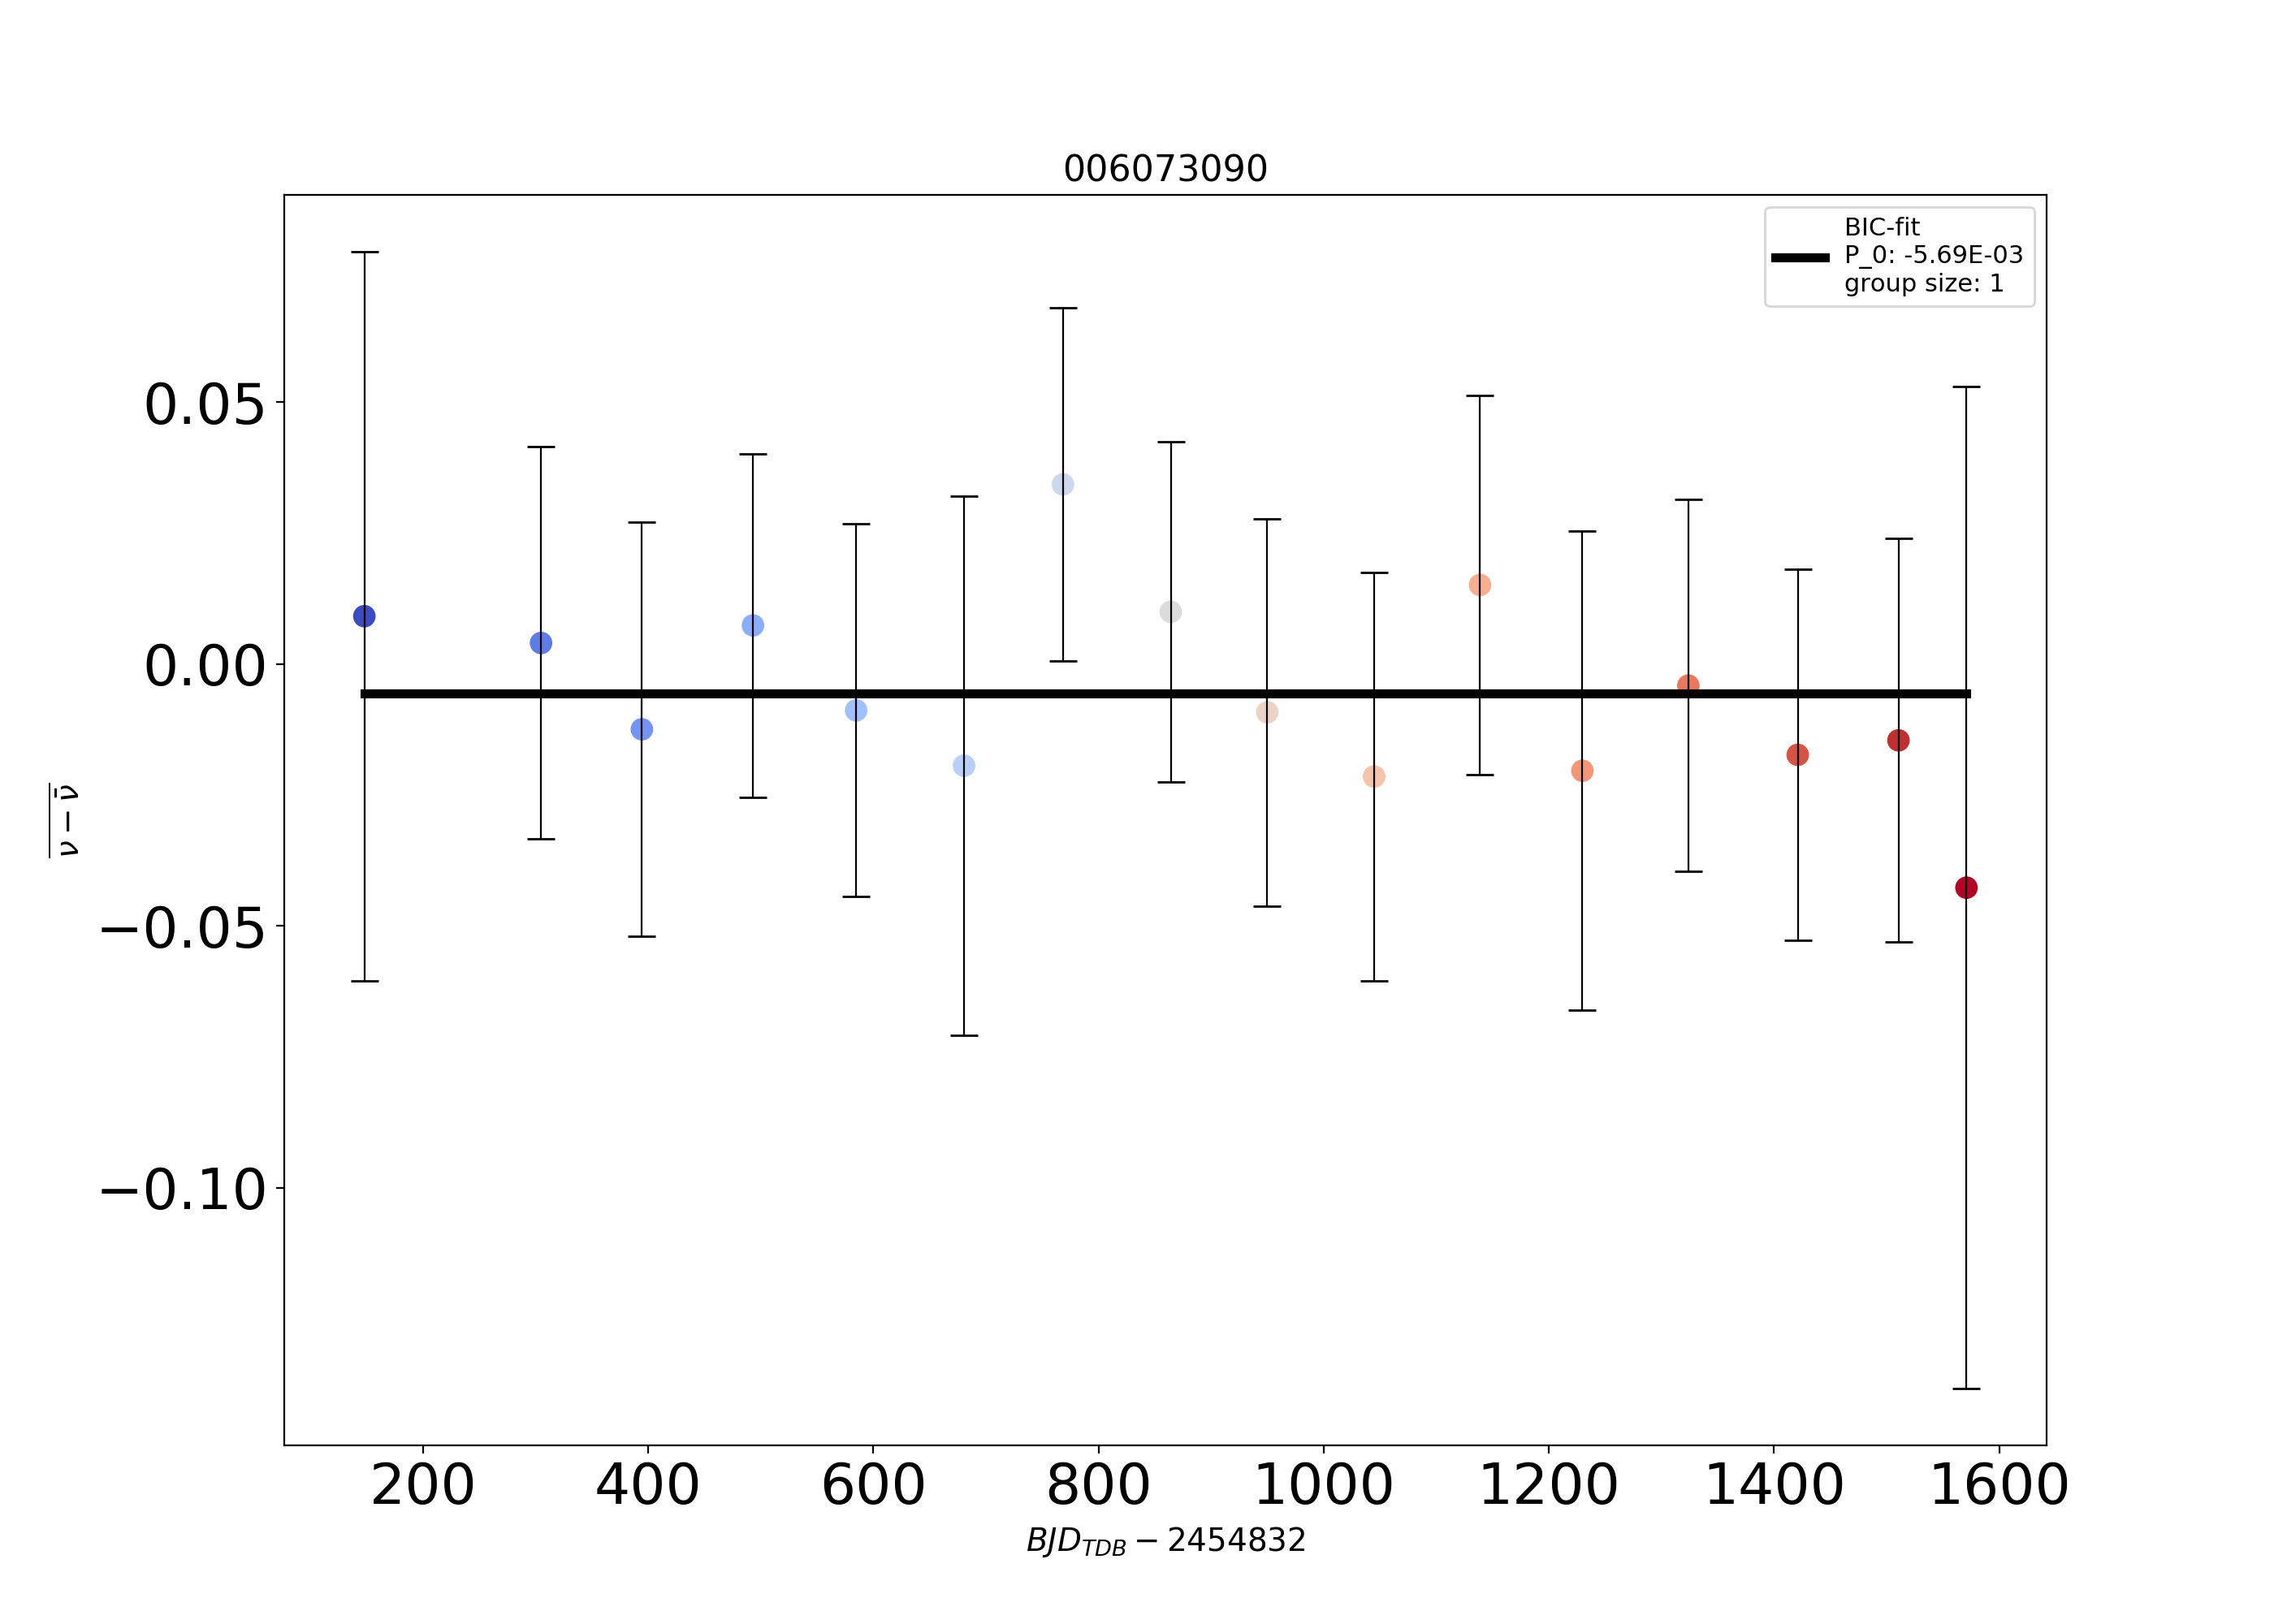 006073090
BIC-fit
P_0: -5.69E-03
group size: 1
0.05
0.00
−0.05
−0.10
ν − ν̄
200 400 600 800 1000 1200 1400 1600
BJD_TDB − 2454832